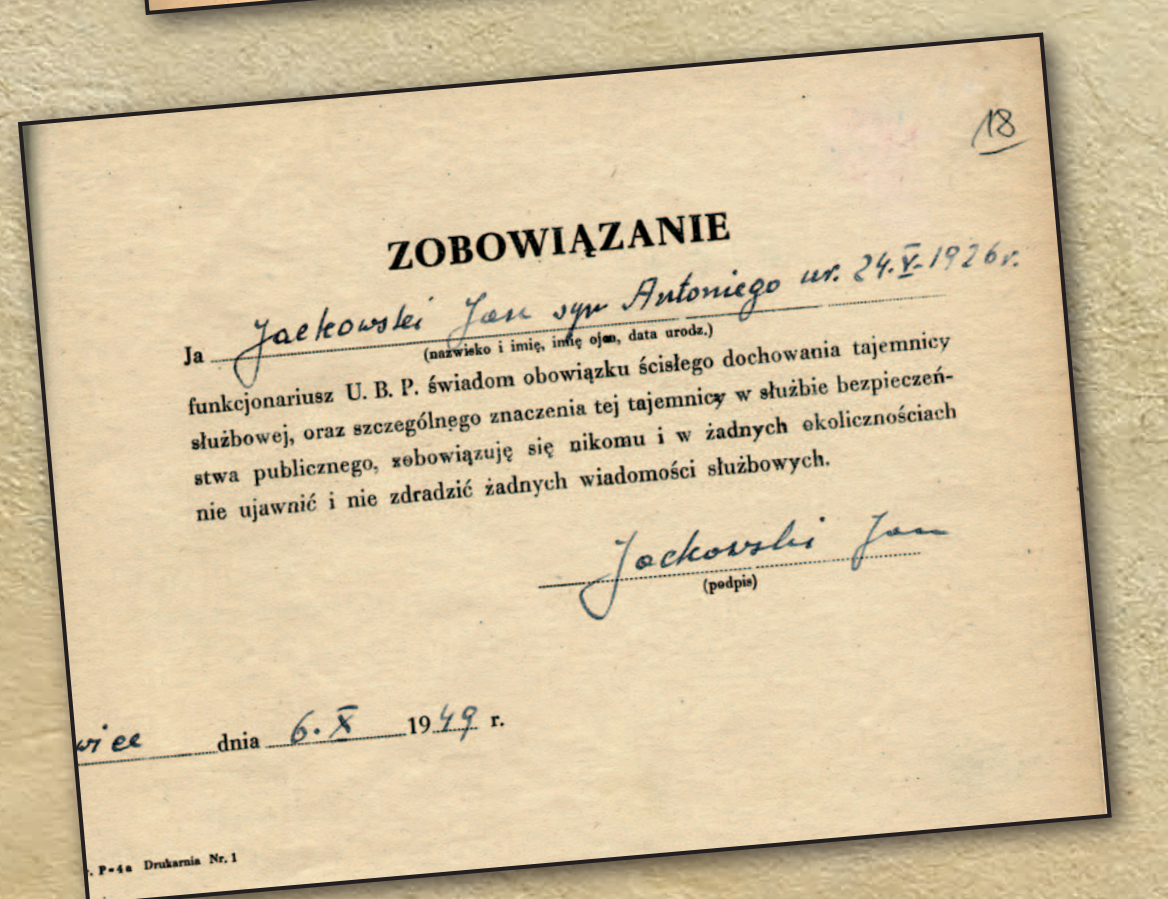 18
ZOBOWIĄZANIE
Ja Jackowski Jan syn Antoniego ur. 24.V.1926 r.
(nazwisko i imię, imię ojca, data urodz.)
funkcjonariusz U. B. P. świadom obowiązku ścisłego dochowania tajemnicy
służbowej, oraz szczególnego znaczenia tej tajemnicy w służbie bezpieczeń-
stwa publicznego, zobowiązuję się nikomu i w żadnych okolicznościach
nie ujawnić i nie zdradzić żadnych wiadomości służbowych.
Jackowski Jan
(podpis)
dnia 6.X 1949 r.
P-4a Drukarnia Nr. 1